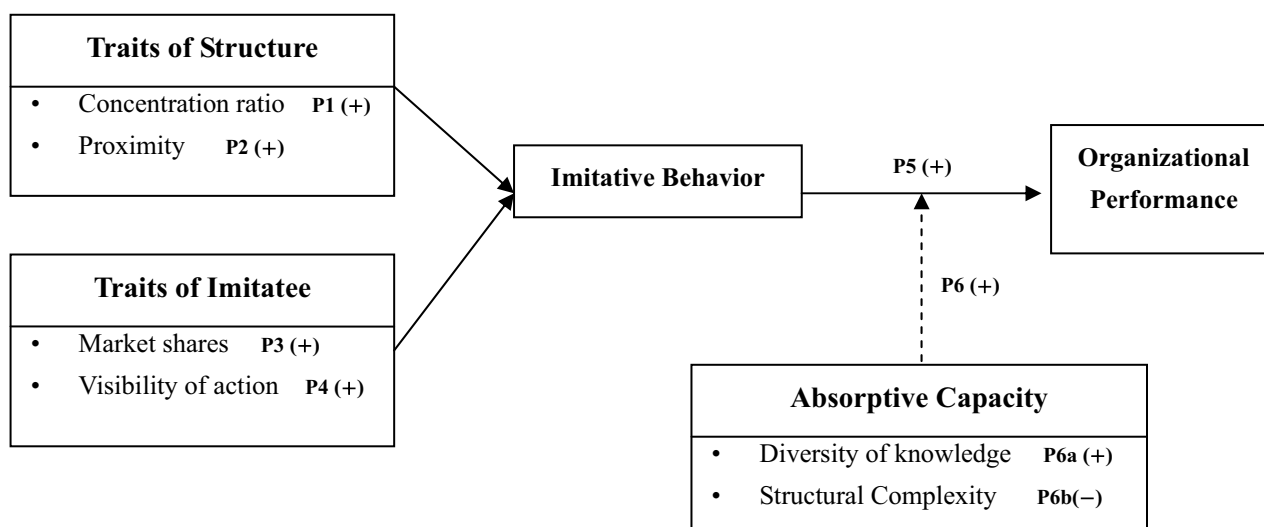 Traits of Structure
• Concentration ratio P1 (+)
• Proximity P2 (+)
Traits of Imitatee
• Market shares P3 (+)
• Visibility of action P4 (+)
Imitative Behavior
P5 (+)
Organizational
Performance
P6 (+)
Absorptive Capacity
• Diversity of knowledge P6a (+)
• Structural Complexity P6b(−)